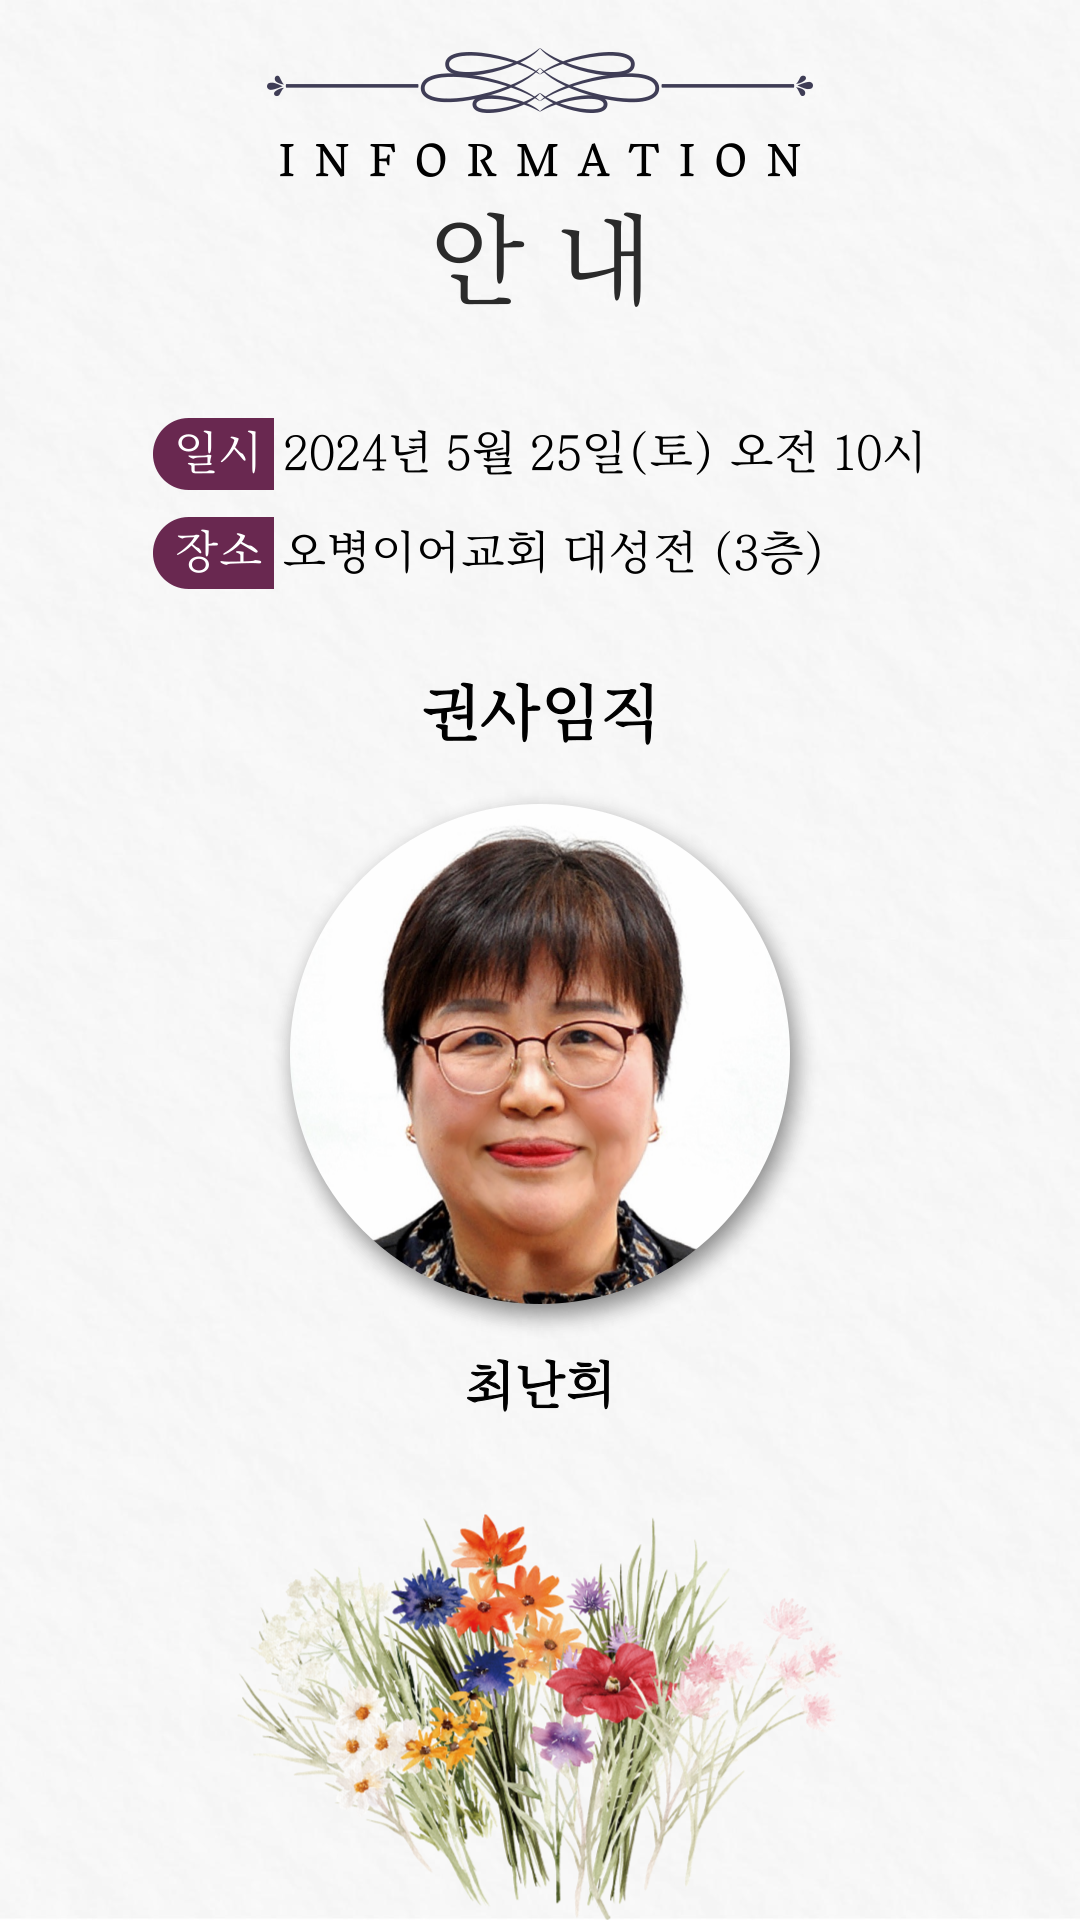 INFORMATION
안 내
일시 2024년 5월 25일(토) 오전 10시
장소 오병이어교회 대성전 (3층)
권사임직
최난희